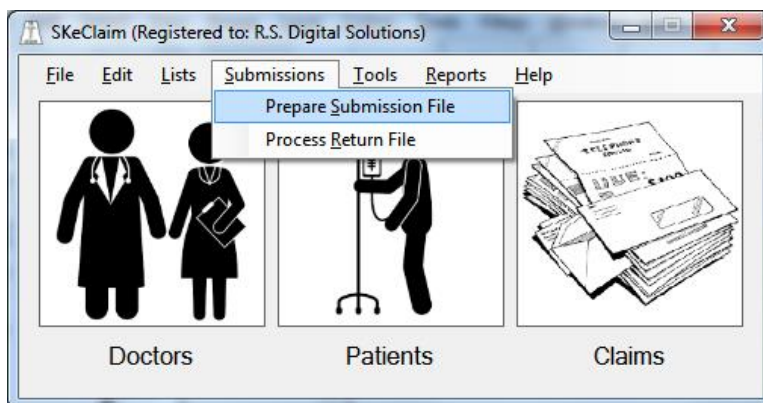 SKeClaim (Registered to: R.S. Digital Solutions)
File Edit Lists Submissions Tools Reports Help
Prepare Submission File
Process Return File
Doctors Patients Claims